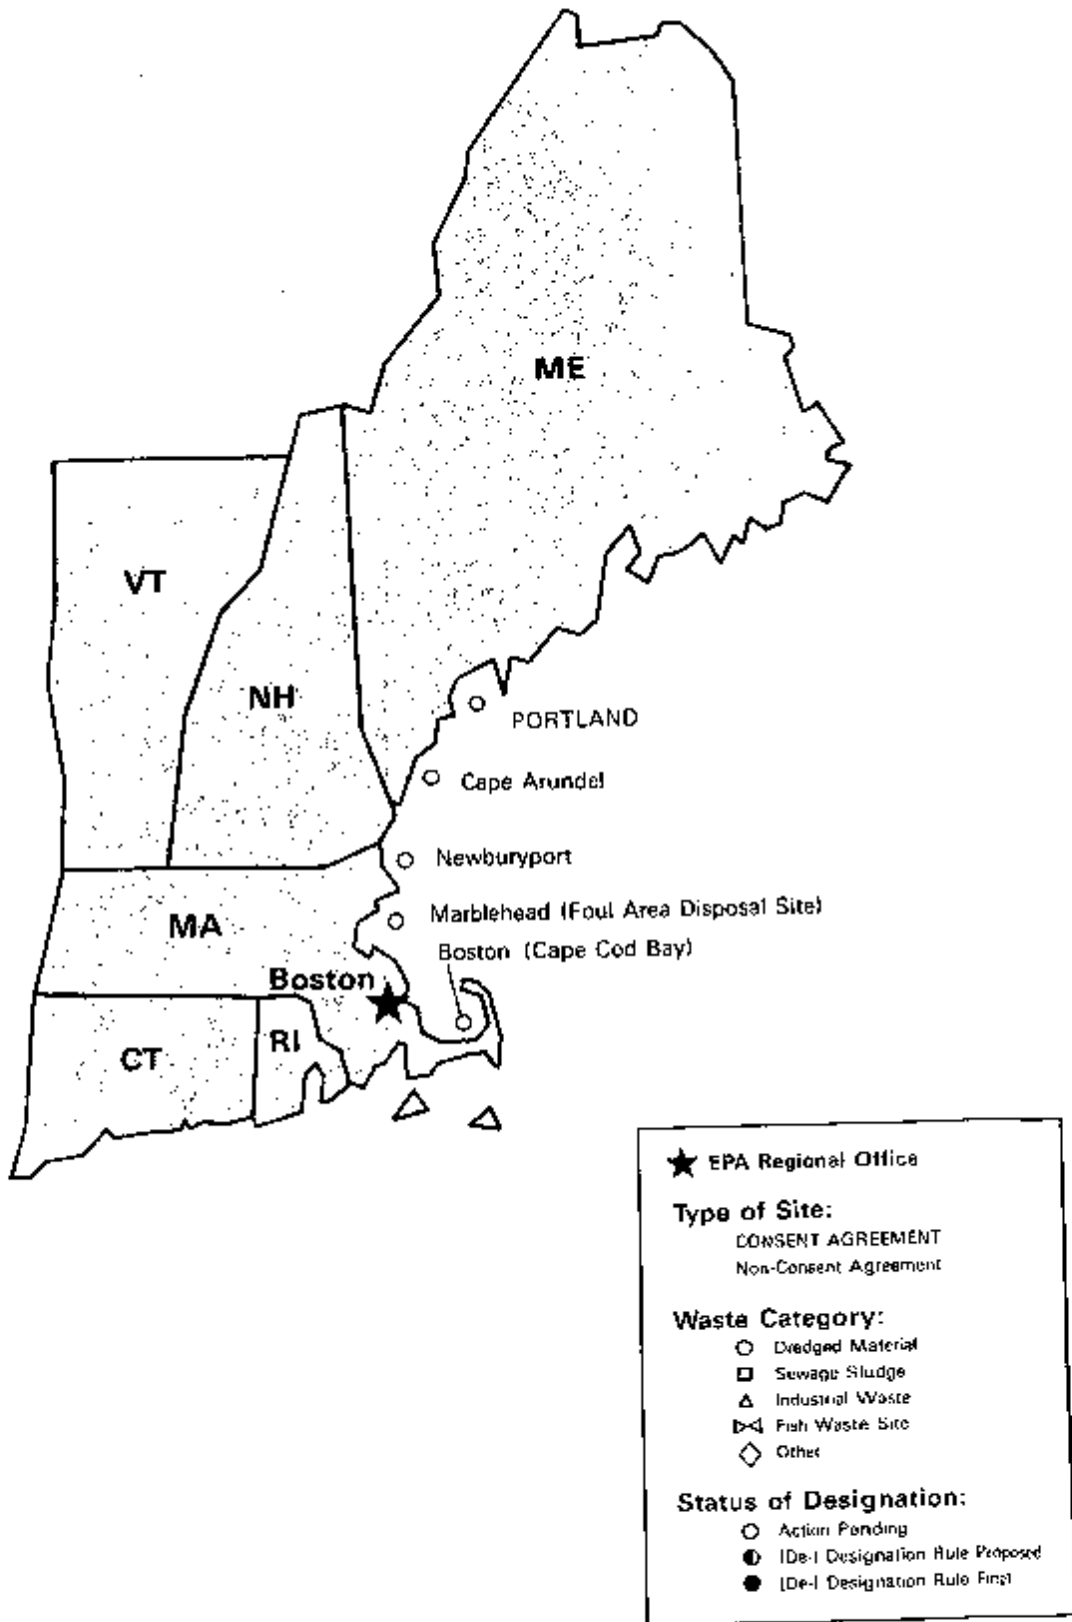 ME
VT
NH
PORTLAND
Cape Arundel
Newburyport
Marblehead (Foul Area Disposal Site)
MA
Boston (Cape Cod Bay)
Boston
RI
CT
EPA Regional Office
Type of Site:
CONSENT AGREEMENT
Non-Consent Agreement
Waste Category:
Dredged Material
Sewage Sludge
Industrial Waste
Fish Waste Site
Other
Status of Designation:
Action Pending
(De-) Designation Rule Proposed
(De-) Designation Rule Final